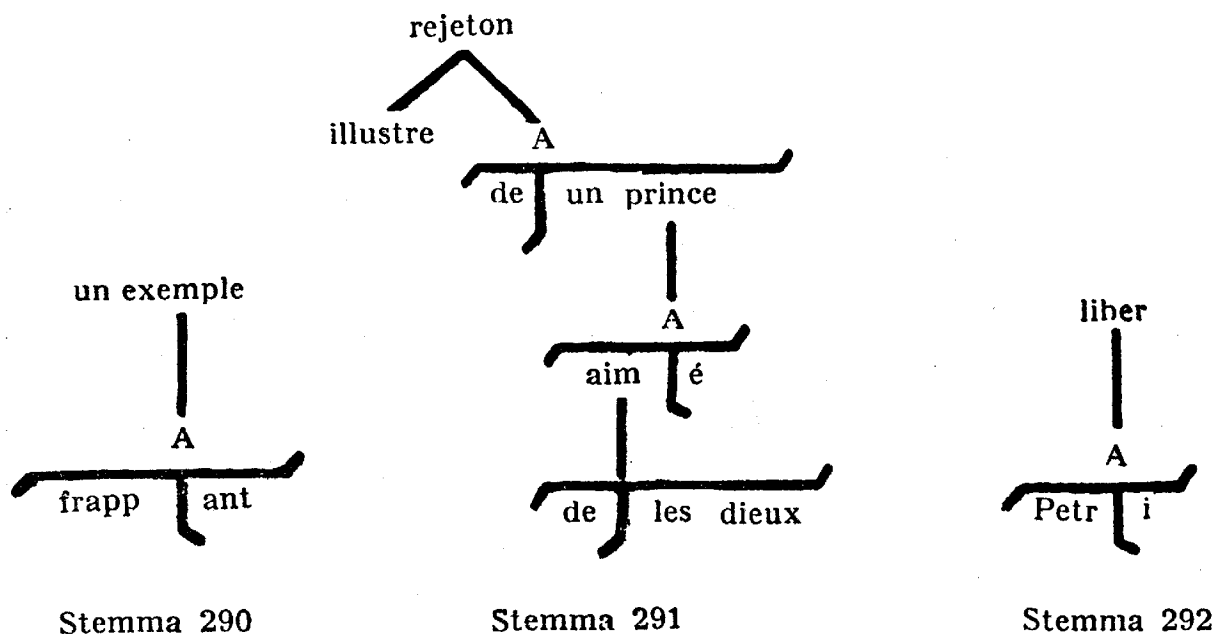 rejeton
illustre A
de un prince
un exemple
A
aim é
liber
A
frapp ant
de les dieux
A
Petr i
Stemma 290
Stemma 291
Stemma 292